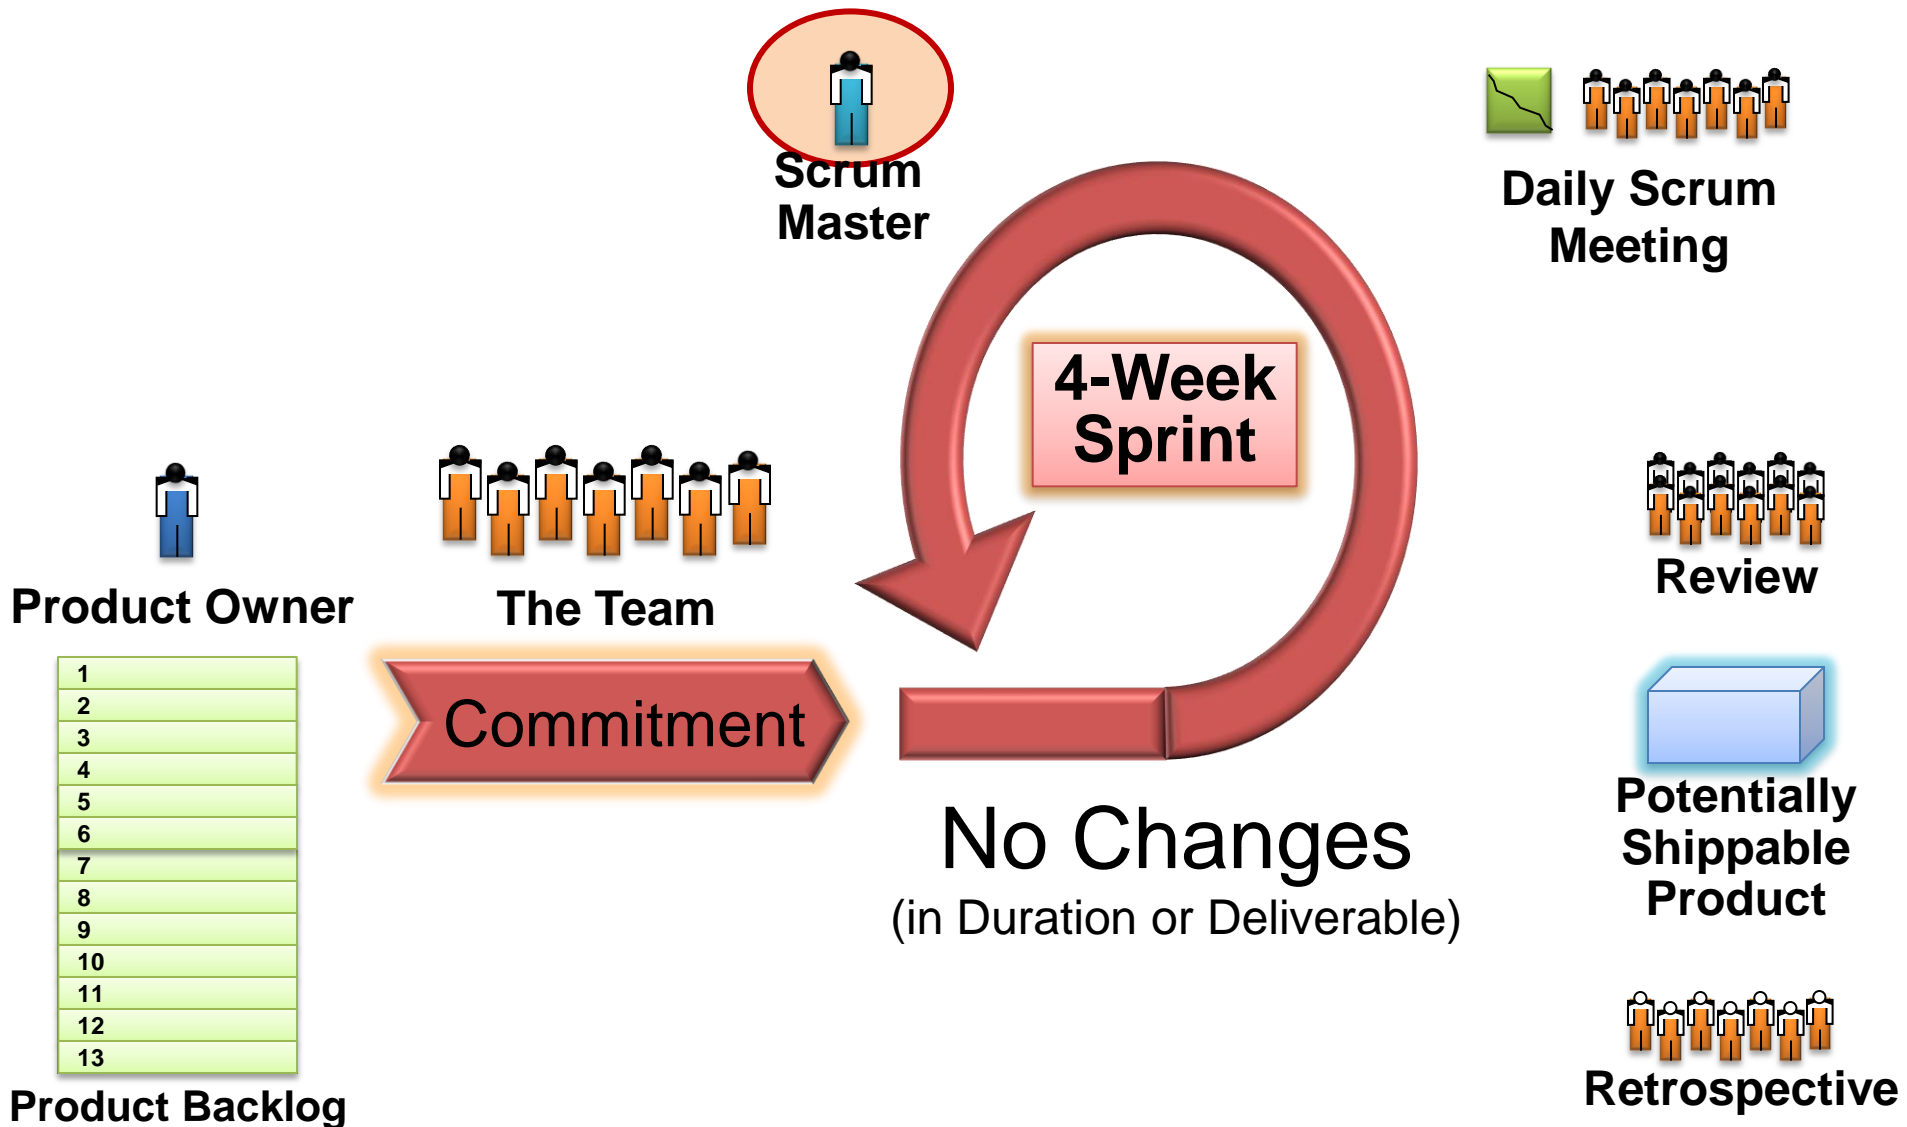 Scrum
Master
Daily Scrum
Meeting
4-Week
Sprint
Product Owner
The Team
Review
Commitment
1
2
3
4
5
6
7
8
9
10
11
12
13
Product Backlog
No Changes
(in Duration or Deliverable)
Potentially
Shippable
Product
Retrospective